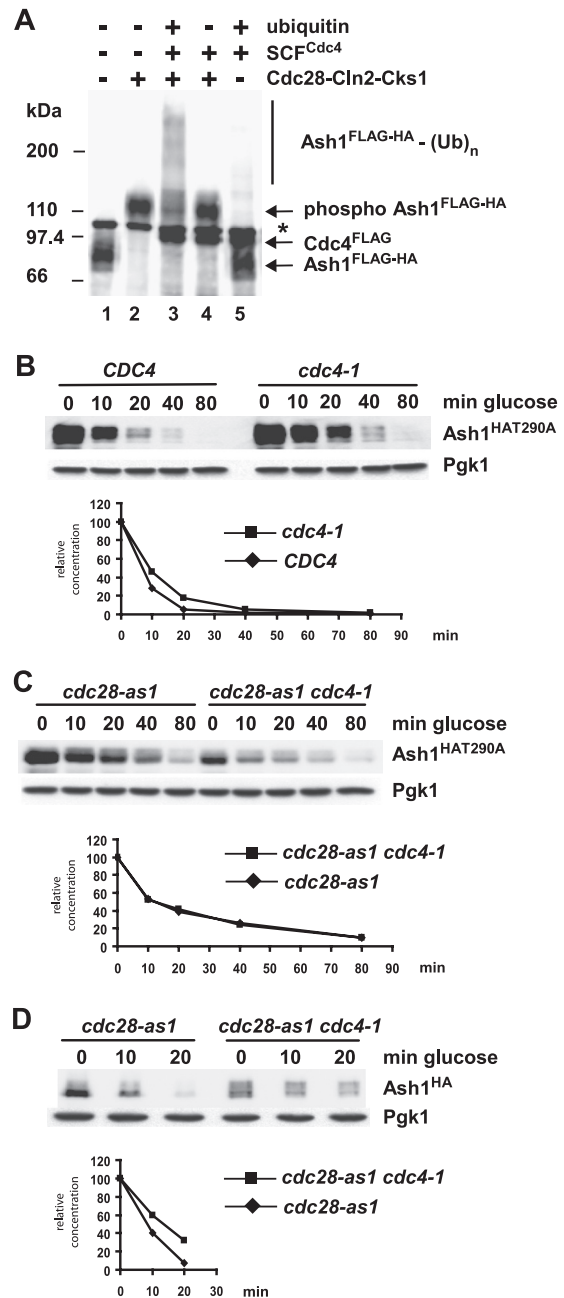 A
- - + - + ubiquitin
- - + + + SCF^Cdc4
- + + + - Cdc28-Cln2-Cks1
kDa
200
110
97.4
66
Ash1^FLAG-HA - (Ub)n
phospho Ash1^FLAG-HA
*
Cdc4^FLAG
Ash1^FLAG-HA
1 2 3 4 5
B
CDC4 cdc4-1
0 10 20 40 80 0 10 20 40 80 min glucose
Ash1^HAT290A
Pgk1
relative
concentration
120
100
80
60
40
20
0
cdc4-1
CDC4
0 10 20 30 40 50 60 70 80 90 min
C
cdc28-as1 cdc28-as1 cdc4-1
0 10 20 40 80 0 10 20 40 80 min glucose
Ash1^HAT290A
Pgk1
relative
concentration
120
100
80
60
40
20
0
cdc28-as1 cdc4-1
cdc28-as1
0 10 20 30 40 50 60 70 80 90 min
D
cdc28-as1 cdc28-as1 cdc4-1
0 10 20 0 10 20 min glucose
Ash1^HA
Pgk1
relative
concentration
120
100
80
60
40
20
0
cdc28-as1 cdc4-1
cdc28-as1
0 10 20 30 min